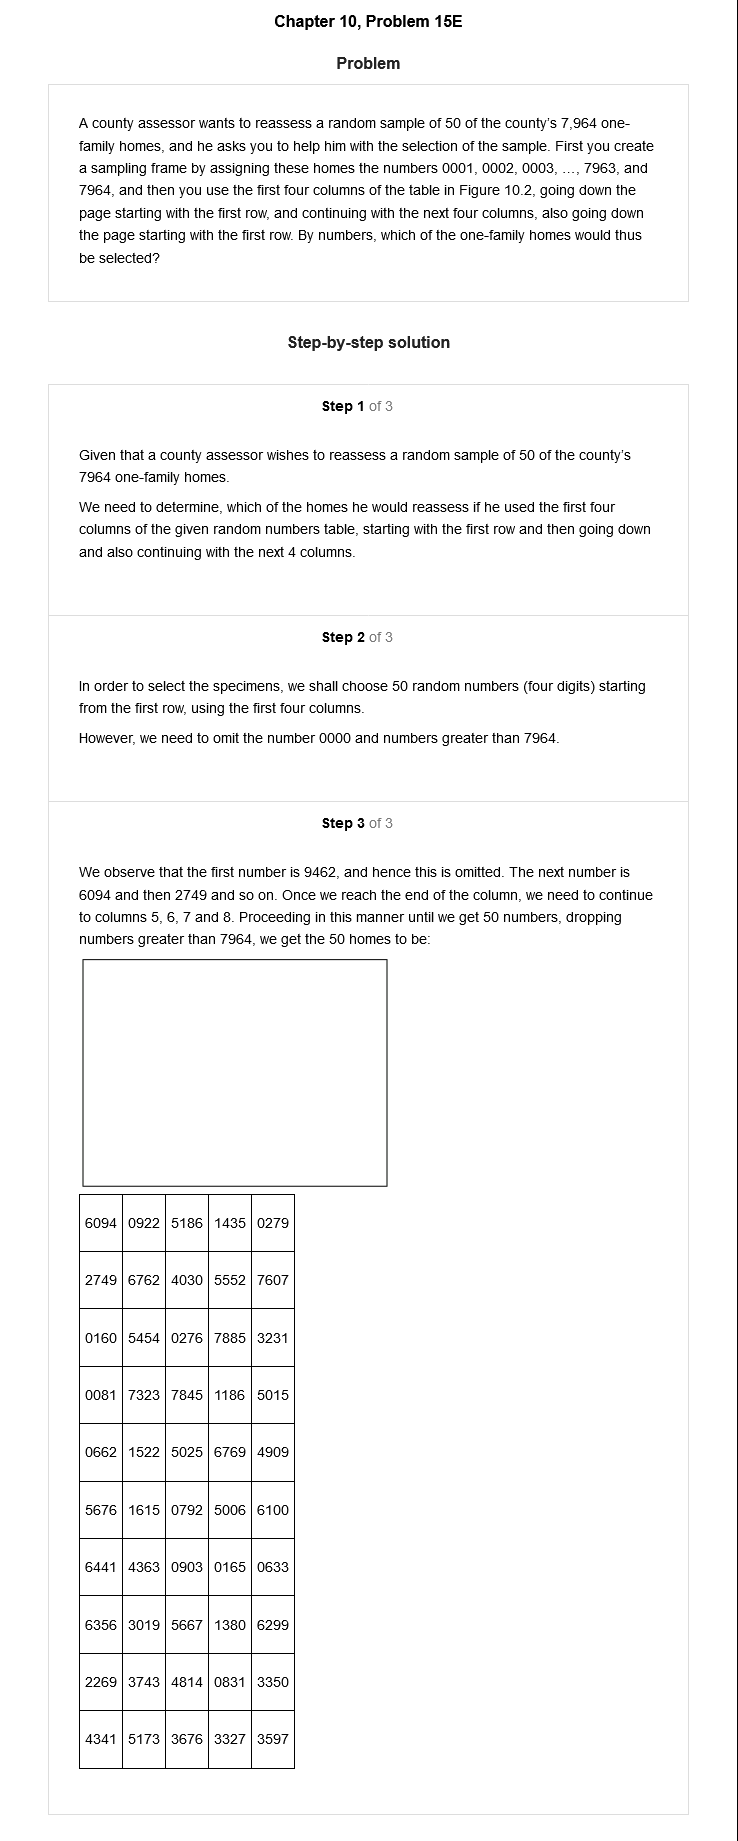 Chapter 10, Problem 15E
Problem
A county assessor wants to reassess a random sample of 50 of the county's 7,964 one-
family homes, and he asks you to help him with the selection of the sample. First you create
a sampling frame by assigning these homes the numbers 0001, 0002, 0003, …, 7963, and
7964, and then you use the first four columns of the table in Figure 10.2, going down the
page starting with the first row, and continuing with the next four columns, also going down
the page starting with the first row. By numbers, which of the one-family homes would thus
be selected?
Step-by-step solution
Step 1 of 3
Given that a county assessor wishes to reassess a random sample of 50 of the county's
7964 one-family homes.
We need to determine, which of the homes he would reassess if he used the first four
columns of the given random numbers table, starting with the first row and then going down
and also continuing with the next 4 columns.
Step 2 of 3
In order to select the specimens, we shall choose 50 random numbers (four digits) starting
from the first row, using the first four columns.
However, we need to omit the number 0000 and numbers greater than 7964.
Step 3 of 3
We observe that the first number is 9462, and hence this is omitted. The next number is
6094 and then 2749 and so on. Once we reach the end of the column, we need to continue
to columns 5, 6, 7 and 8. Proceeding in this manner until we get 50 numbers, dropping
numbers greater than 7964, we get the 50 homes to be:
6094 0922 5186 1435 0279
2749 6762 4030 5552 7607
0160 5454 0276 7885 3231
0081 7323 7845 1186 5015
0662 1522 5025 6769 4909
5676 1615 0792 5006 6100
6441 4363 0903 0165 0633
6356 3019 5667 1380 6299
2269 3743 4814 0831 3350
4341 5173 3676 3327 3597